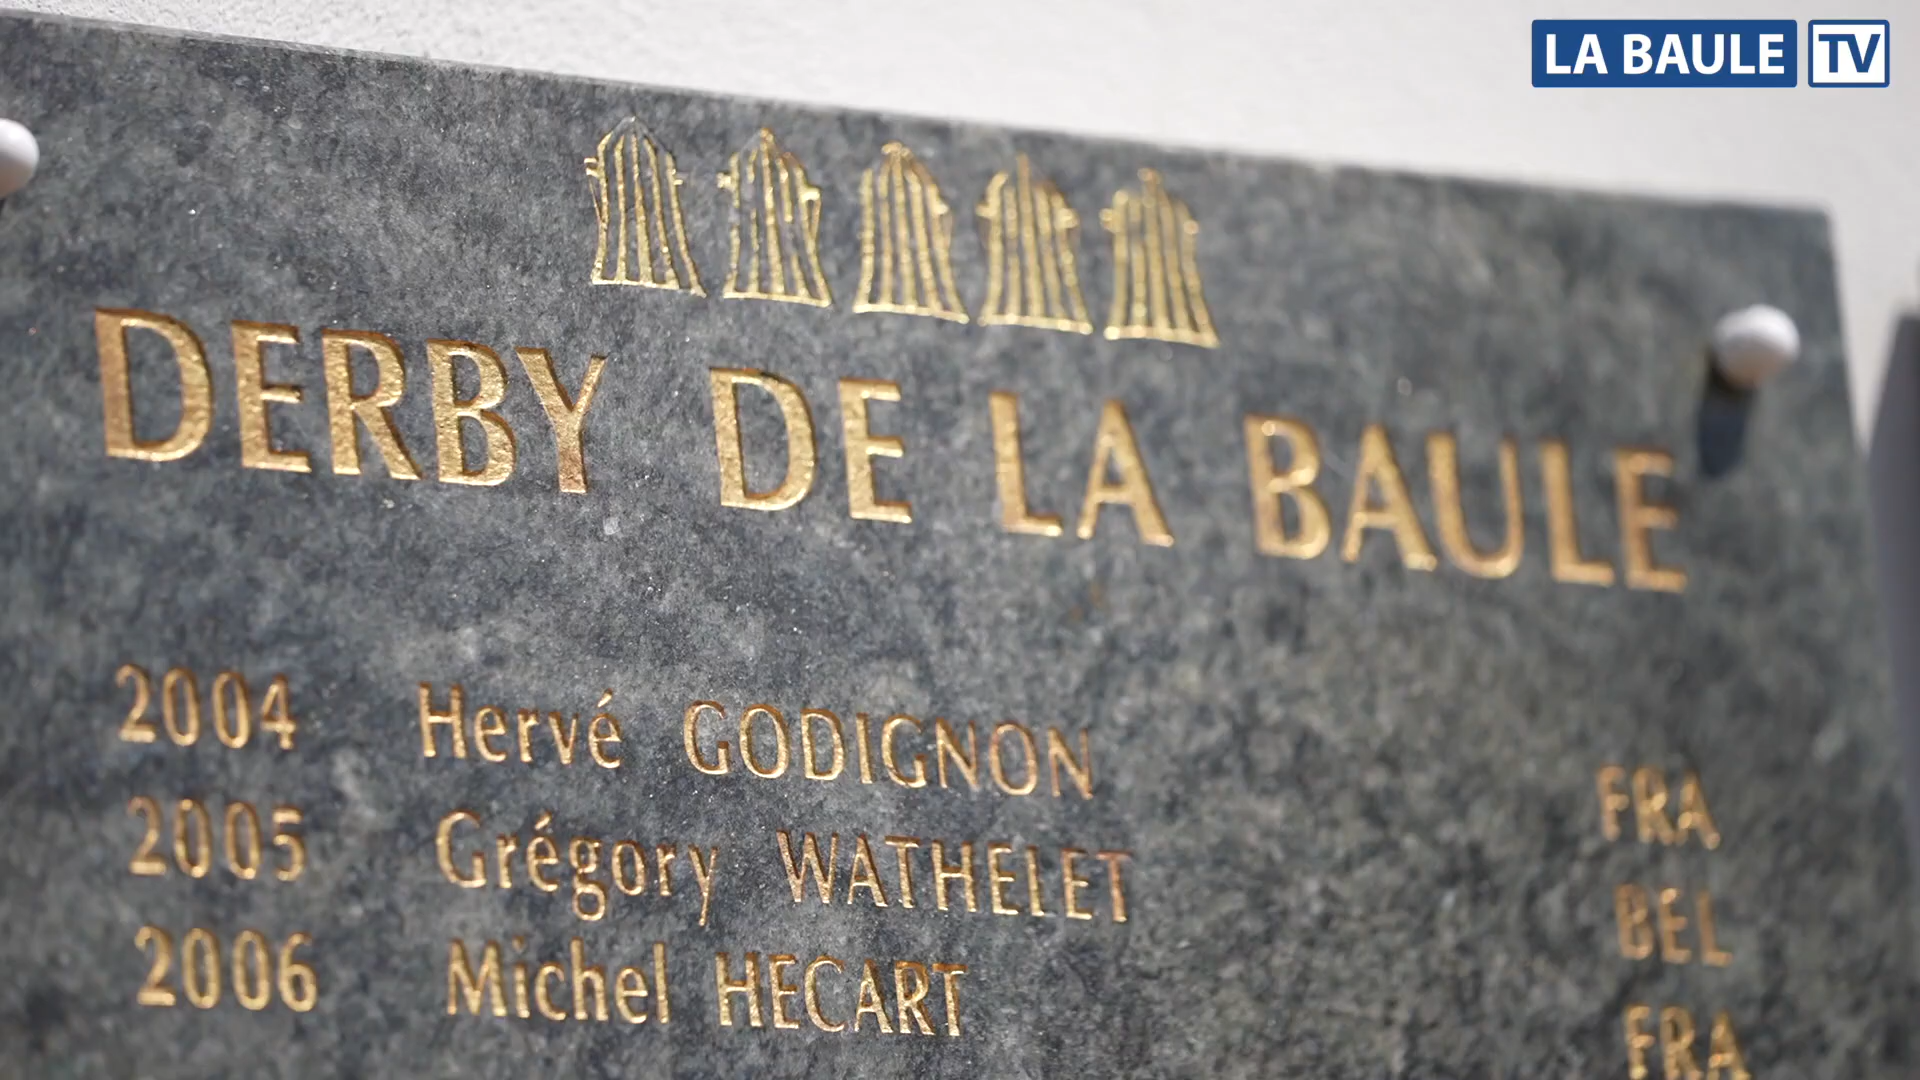 LA BAULE TV
DERBY DE LA BAULE
2004 Hervé GODIGNON FRA
2005 Grégory WATHELET BEL
2006 Michel HECART FRA